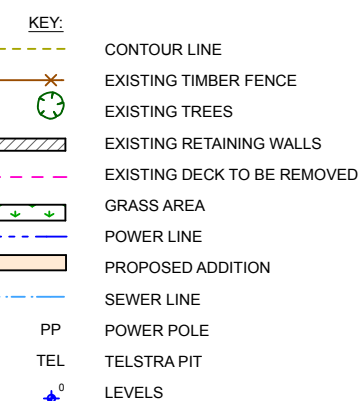 KEY:
CONTOUR LINE
EXISTING TIMBER FENCE
EXISTING TREES
EXISTING RETAINING WALLS
EXISTING DECK TO BE REMOVED
GRASS AREA
POWER LINE
PROPOSED ADDITION
SEWER LINE
PP POWER POLE
TEL TELSTRA PIT
0 LEVELS